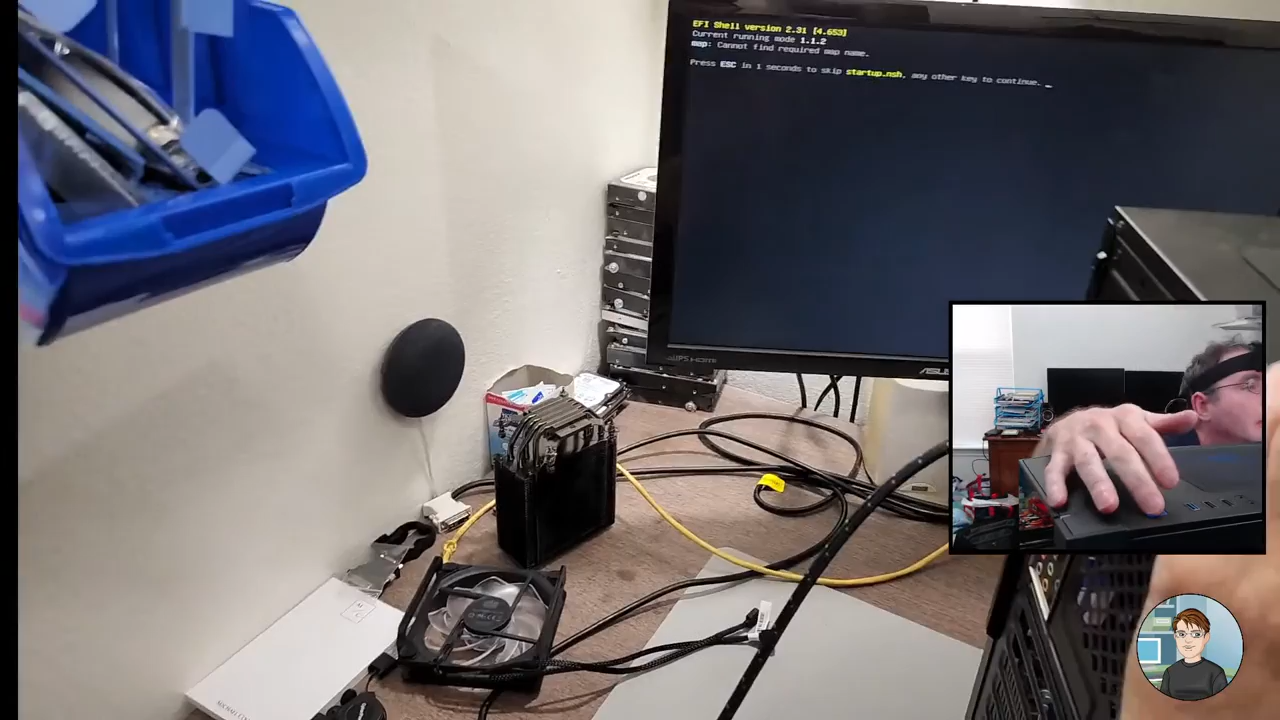 EFI Shell version 2.31 [4.653]
Current running mode 1.1.2
map: Cannot find required map name.
Press ESC in 1 seconds to skip startup.nsh, any other key to continue. _
HDMI